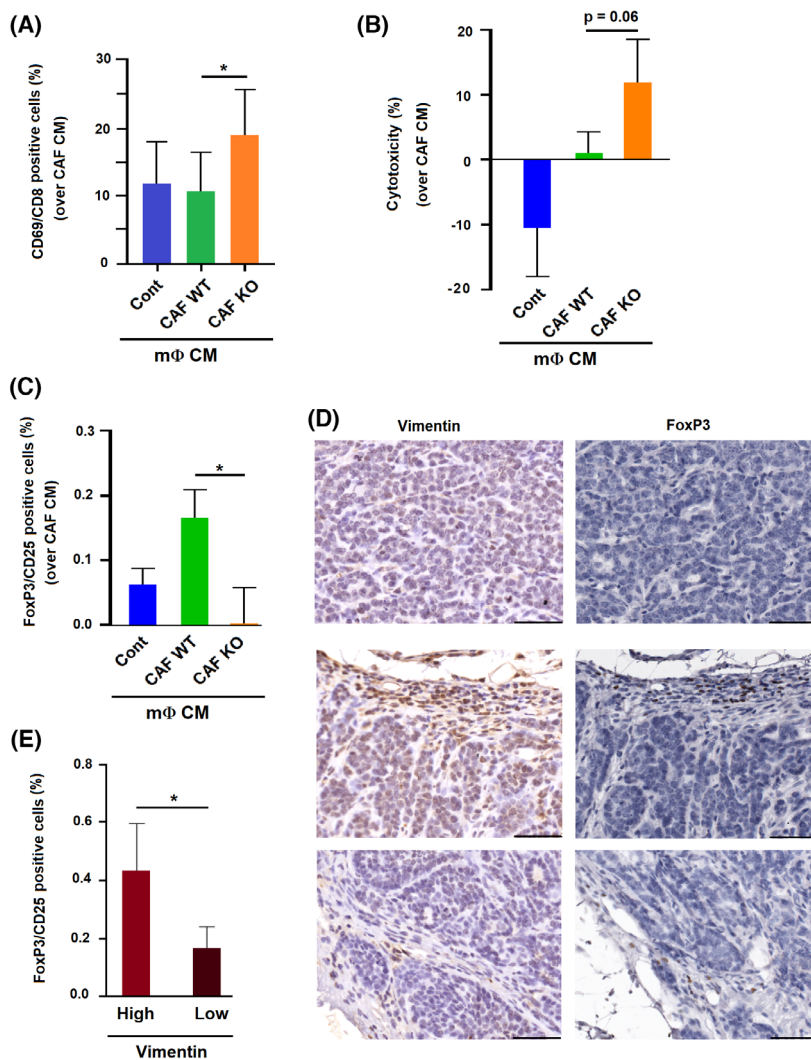 (A)
CD69/CD8 positive cells (%)
(over CAF CM)
30
20
10
0
*
Cont
CAF WT
CAF KO
mΦ CM
(B)
Cytotoxicity (%)
(over CAF CM)
20
10
0
-10
-20
p = 0.06
Cont
CAF WT
CAF KO
mΦ CM
(C)
FoxP3/CD25 positive cells (%)
(over CAF CM)
0.3
0.2
0.1
0.0
*
Cont
CAF WT
CAF KO
mΦ CM
(D)
Vimentin
FoxP3
(E)
FoxP3/CD25 positive cells (%)
0.8
0.6
0.4
0.2
0.0
*
High
Low
Vimentin